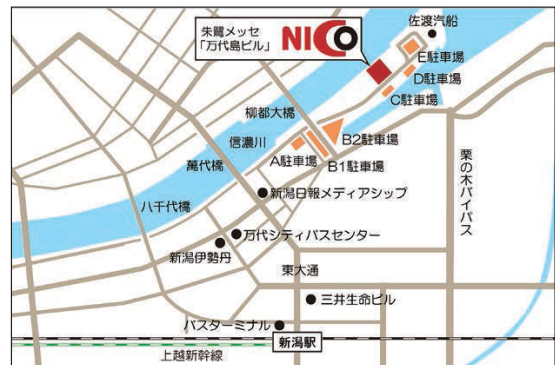 朱鷺メッセ
「万代島ビル」
NICO
佐渡汽船
E駐車場
D駐車場
C駐車場
柳都大橋
B2駐車場
信濃川
A駐車場
B1駐車場
萬代橋
栗の木バイパス
新潟日報メディアシップ
八千代橋
万代シティバスセンター
新潟伊勢丹
東大通
三井生命ビル
バスターミナル
新潟駅
上越新幹線